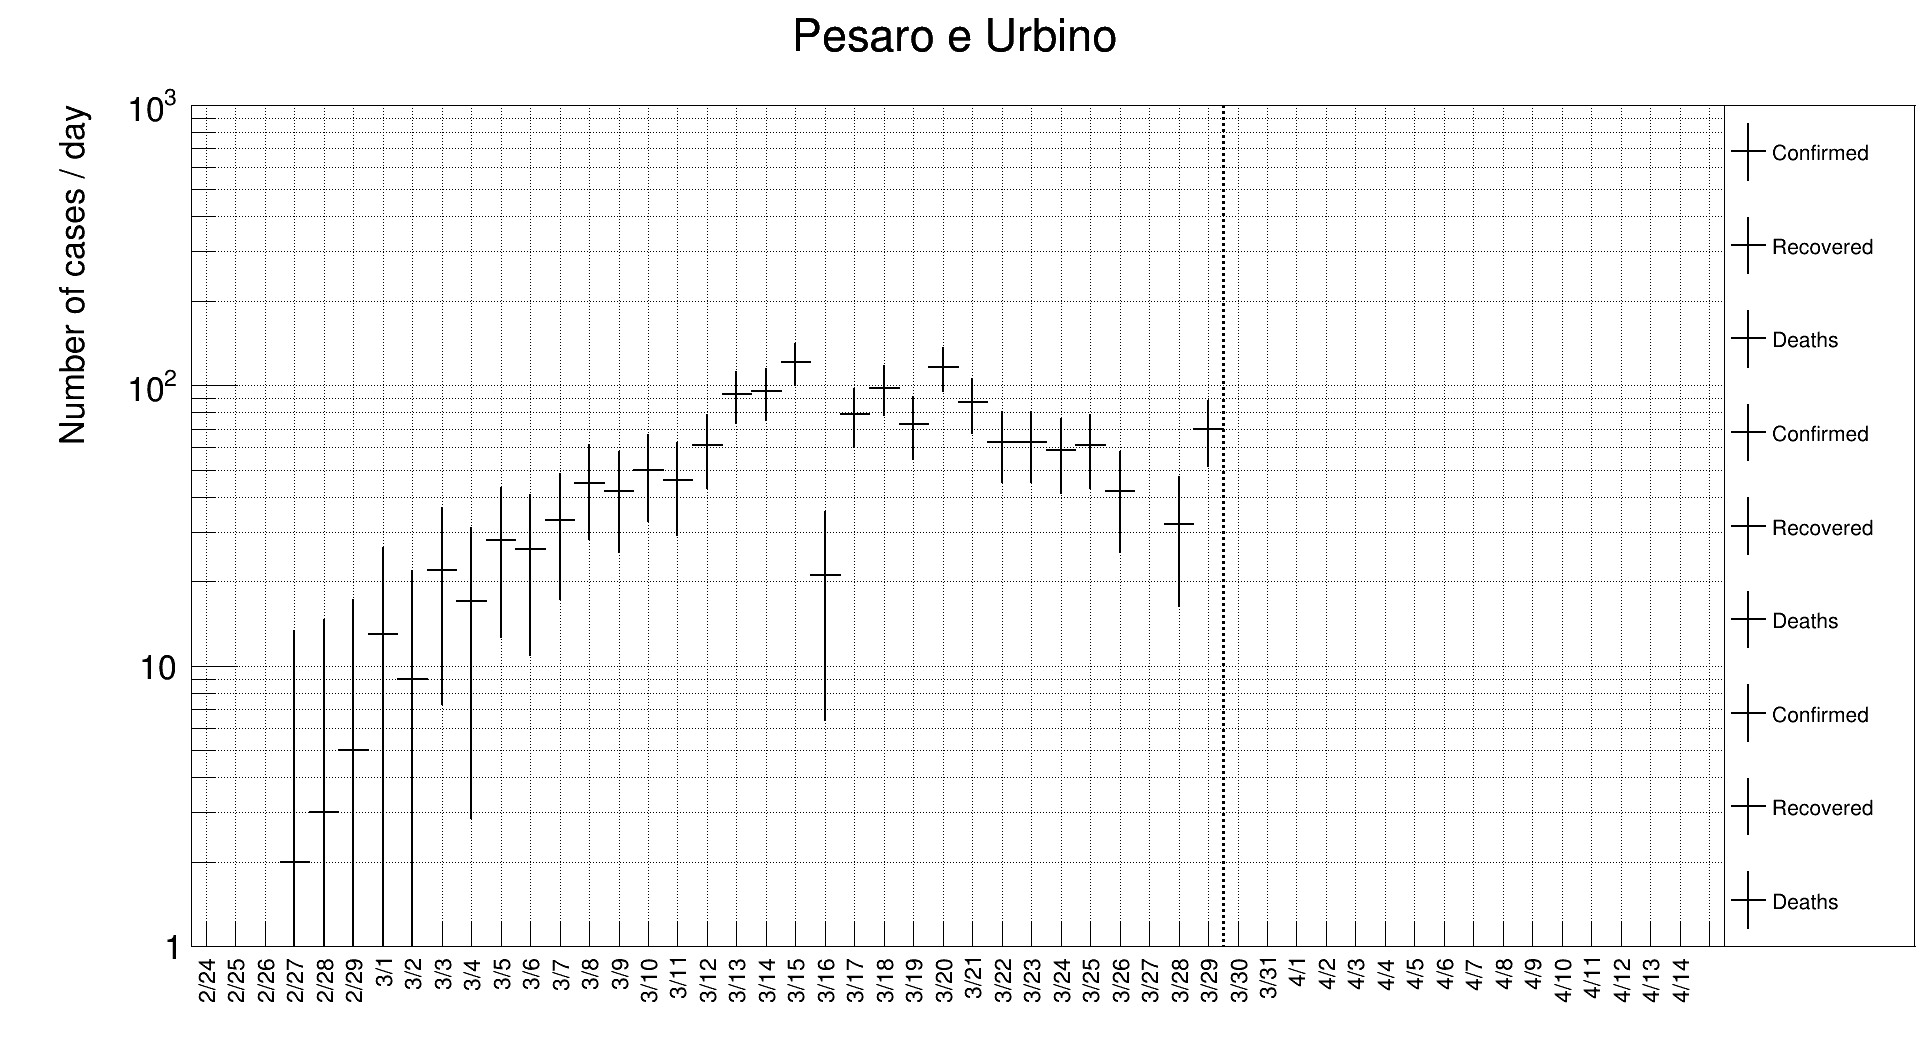 Pesaro e Urbino
Number of cases / day
10³
10²
10
1
2/24 2/25 2/26 2/27 2/28 2/29 3/1 3/2 3/3 3/4 3/5 3/6 3/7 3/8 3/9 3/10 3/11 3/12 3/13 3/14 3/15 3/16 3/17 3/18 3/19 3/20 3/21 3/22 3/23 3/24 3/25 3/26 3/27 3/28 3/29 3/30 3/31 4/1 4/2 4/3 4/4 4/5 4/6 4/7 4/8 4/9 4/10 4/11 4/12 4/13 4/14
Confirmed
Recovered
Deaths
Confirmed
Recovered
Deaths
Confirmed
Recovered
Deaths